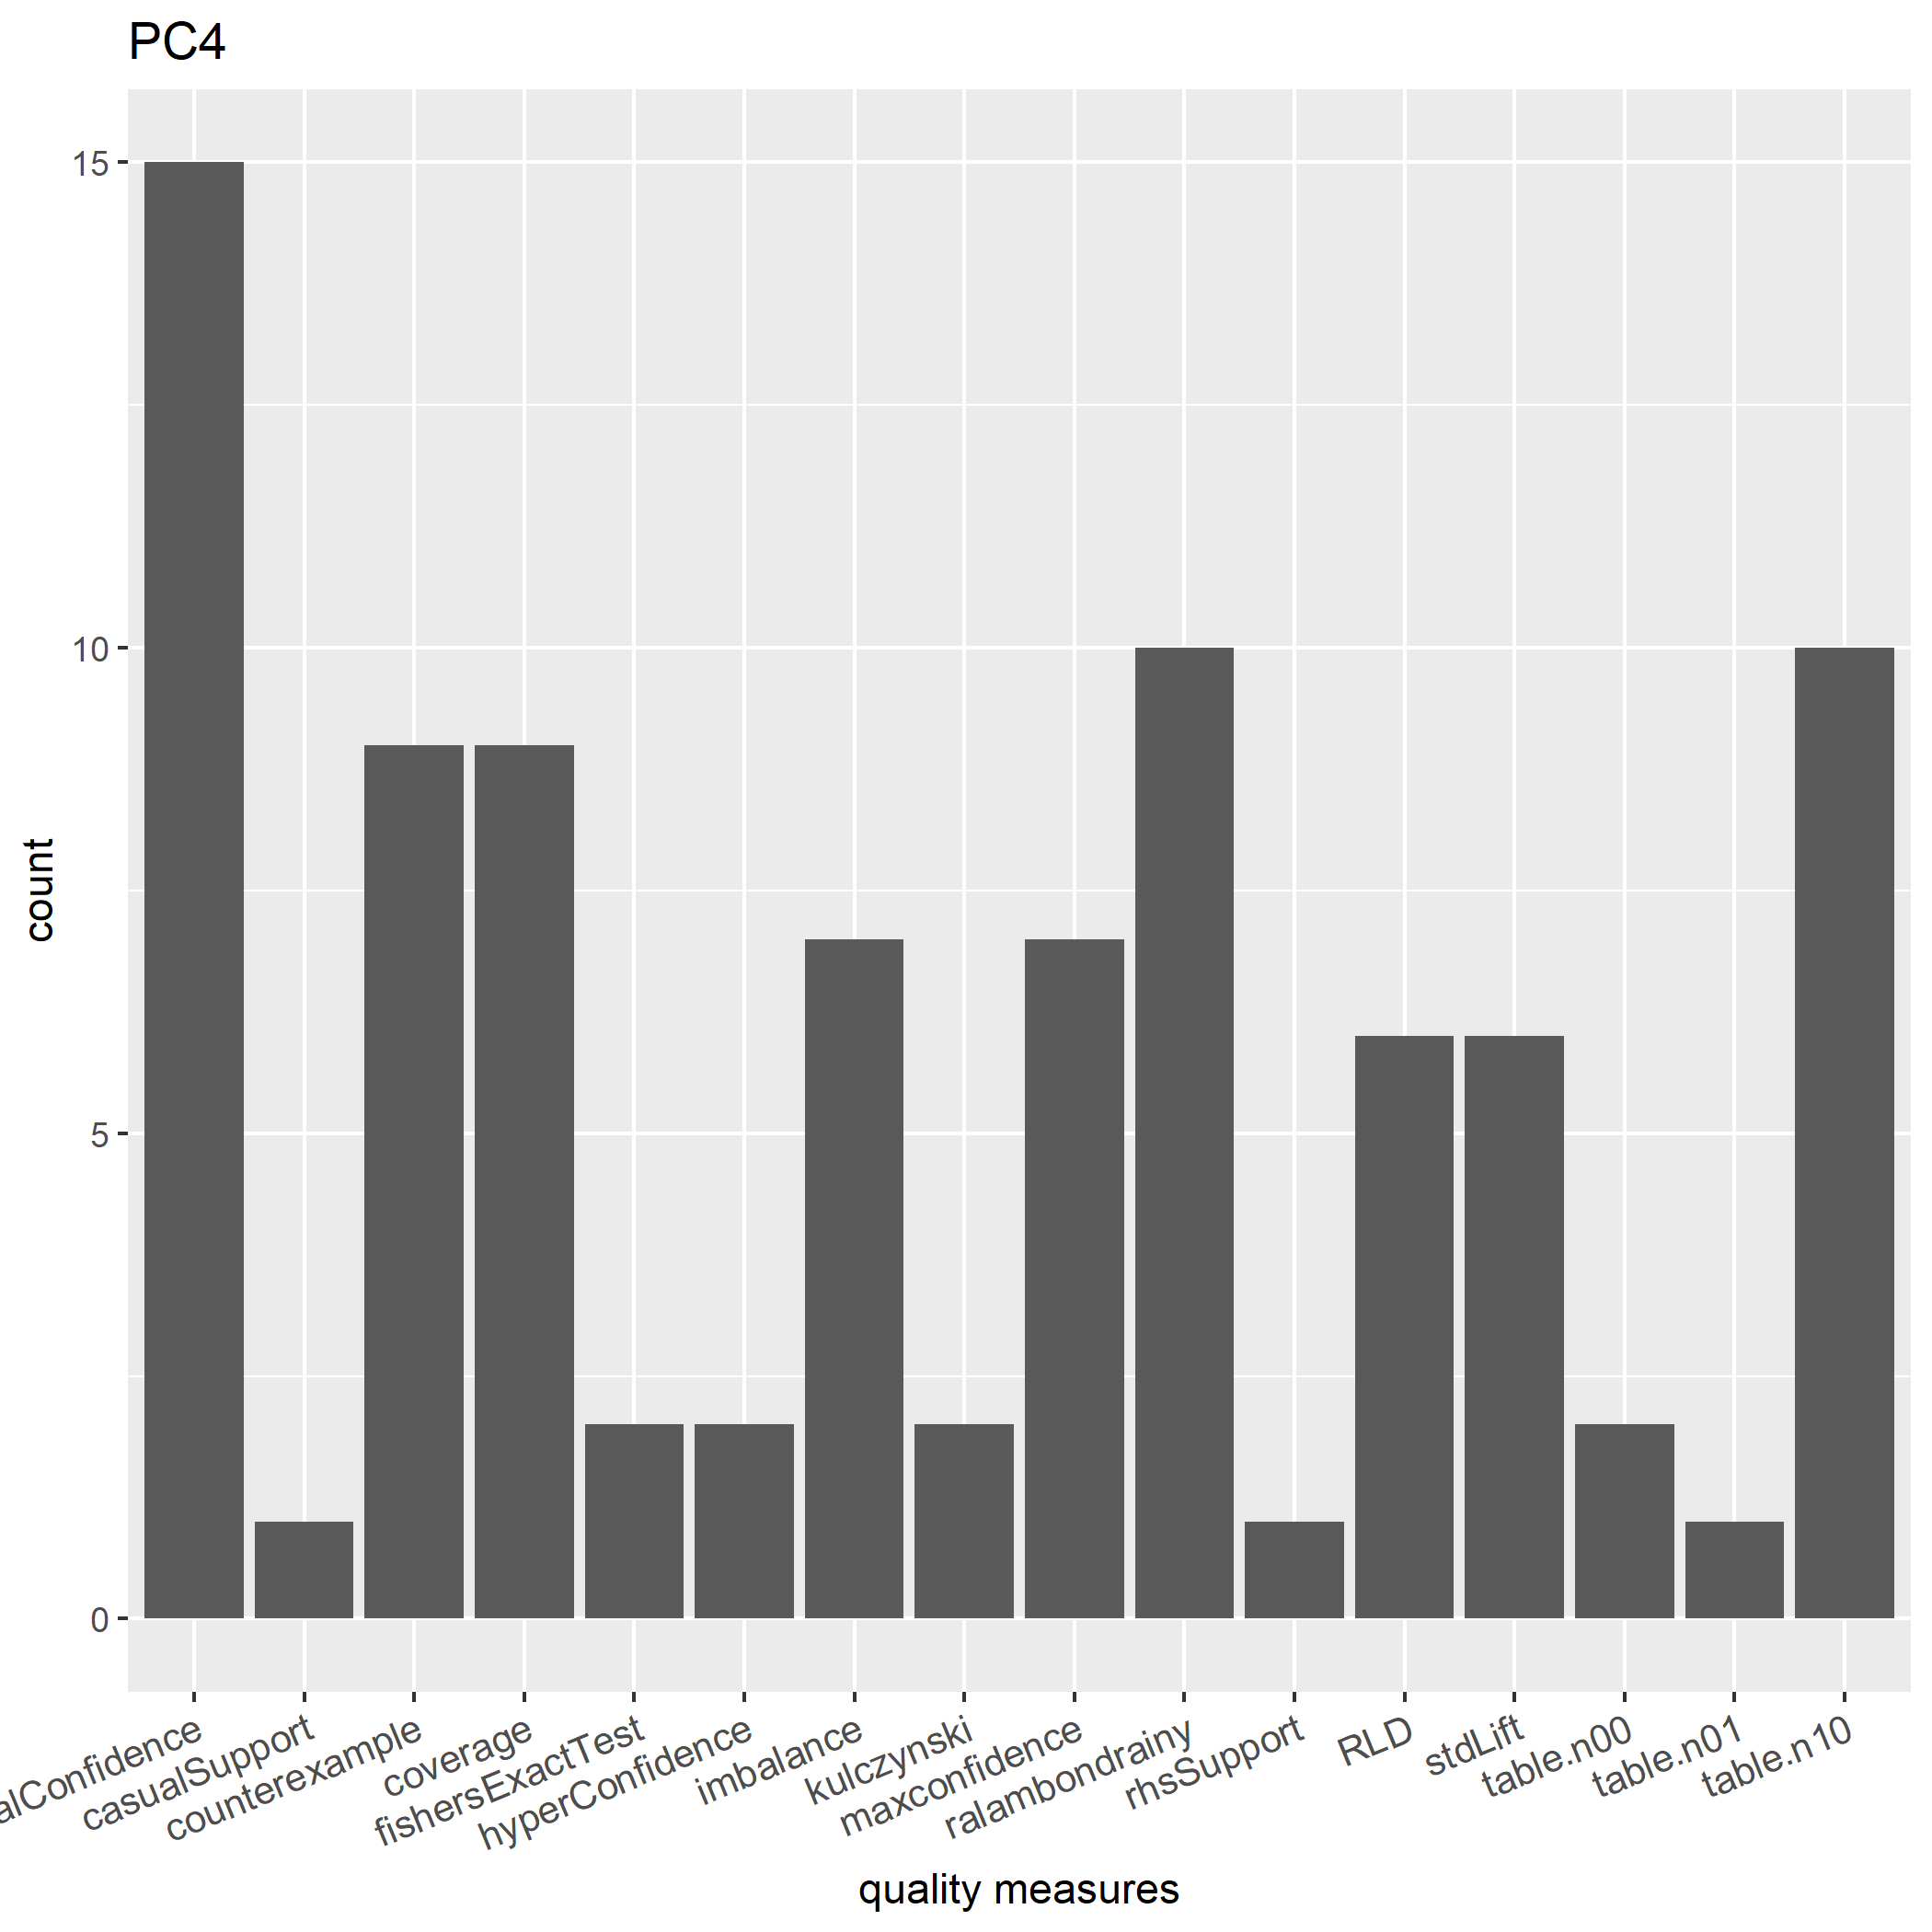 PC4
15
10
5
0
count
alConfidence
casualSupport
counterexample
coverage
fishersExactTest
hyperConfidence
imbalance
kulczynski
maxconfidence
ralambondrainy
rhsSupport
RLD
stdLift
table.n00
table.n01
table.n10
quality measures